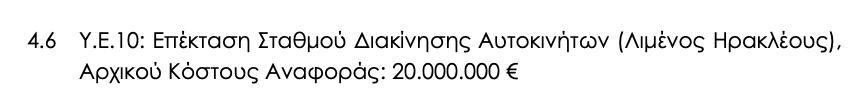 4.6 Υ.Ε.10: Επέκταση Σταθμού Διακίνησης Αυτοκινήτων (Λιμένος Ηρακλέους),
Αρχικού Κόστους Αναφοράς: 20.000.000 €